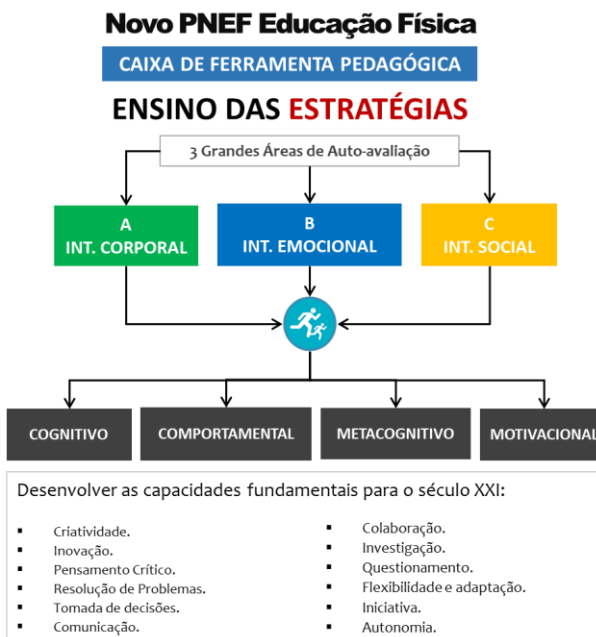 Novo PNEF Educação Física
CAIXA DE FERRAMENTA PEDAGÓGICA
ENSINO DAS ESTRATÉGIAS
3 Grandes Áreas de Auto-avaliação
A
INT. CORPORAL
B
INT. EMOCIONAL
C
INT. SOCIAL
COGNITIVO
COMPORTAMENTAL
METACOGNITIVO
MOTIVACIONAL
Desenvolver as capacidades fundamentais para o século XXI:
▪ Criatividade.
▪ Inovação.
▪ Pensamento Crítico.
▪ Resolução de Problemas.
▪ Tomada de decisões.
▪ Comunicação.
▪ Colaboração.
▪ Investigação.
▪ Questionamento.
▪ Flexibilidade e adaptação.
▪ Iniciativa.
▪ Autonomia.